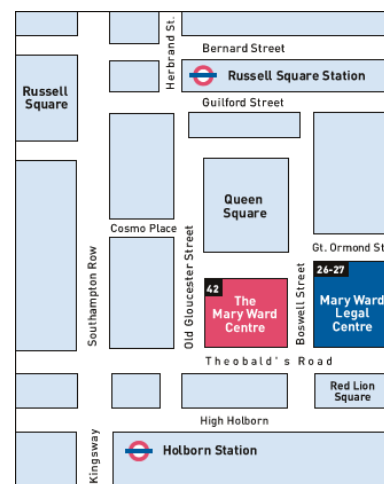 Herbrand St.
Bernard Street
Russell
Square
Russell Square Station
Guilford Street
Queen
Square
Cosmo Place
Gt. Ormond St
Southampton Row
Old Gloucester Street
Boswell Street
42
The
Mary Ward
Centre
26-27
Mary Ward
Legal
Centre
Theobald's Road
Red Lion
Square
High Holborn
Kingsway
Holborn Station